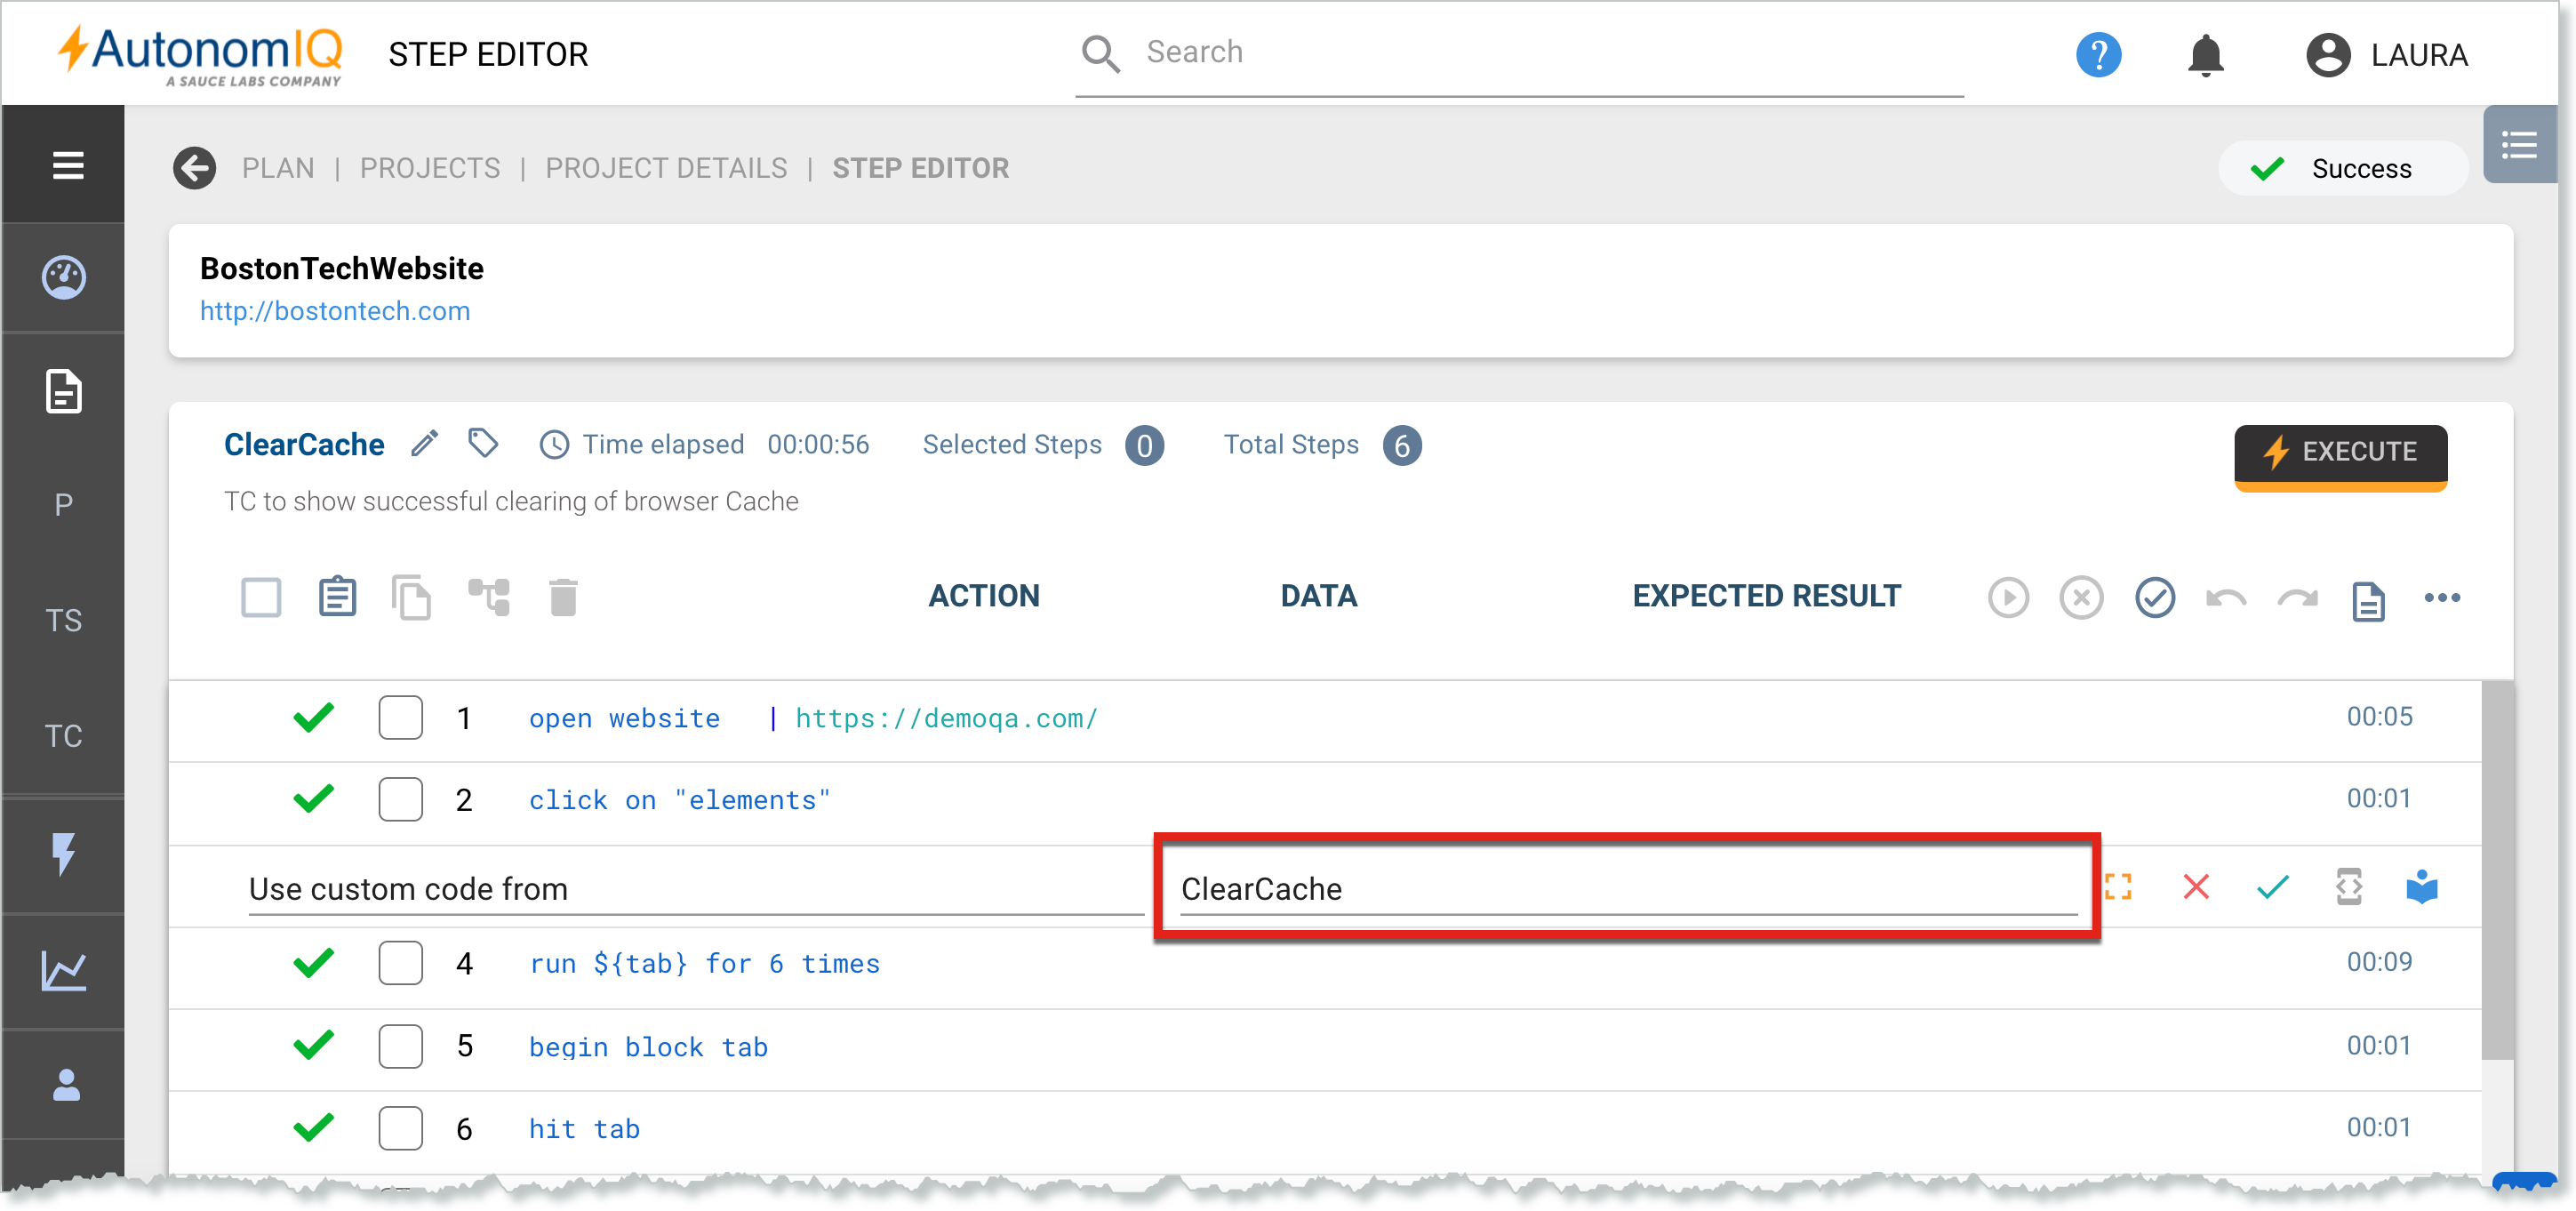 AutonomIQ
A SAUCE LABS COMPANY
STEP EDITOR
Search
?
LAURA
PLAN | PROJECTS | PROJECT DETAILS | STEP EDITOR
Success
BostonTechWebsite
http://bostontech.com
P
TS
TC
ClearCache
Time elapsed 00:00:56
Selected Steps 0
Total Steps 6
EXECUTE
TC to show successful clearing of browser Cache
ACTION DATA EXPECTED RESULT
1 open website | https://demoqa.com/ 00:05
2 click on "elements" 00:01
Use custom code from ClearCache
4 run ${tab} for 6 times 00:09
5 begin block tab 00:01
6 hit tab 00:01